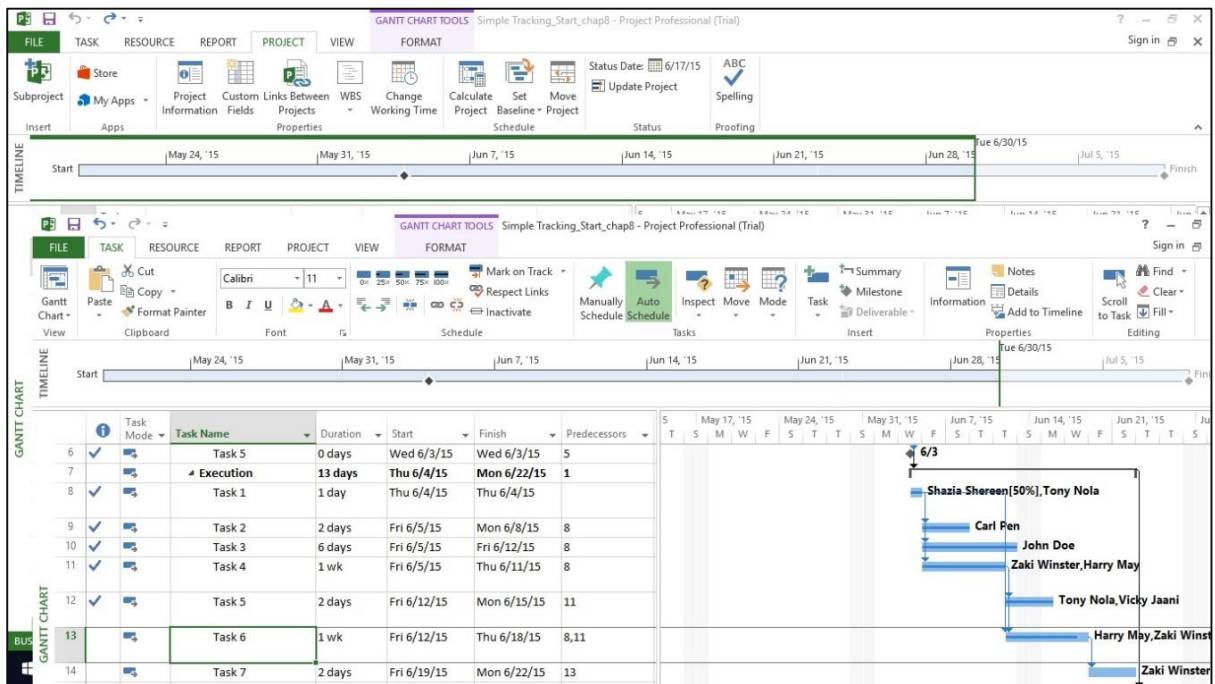 GANTT CHART TOOLS Simple Tracking_Start_chap8 - Project Professional (Trial)
FILE TASK RESOURCE REPORT PROJECT VIEW FORMAT Sign in
Subproject
Store
My Apps
Project Information
Custom Fields
Links Between Projects
WBS
Change Working Time
Calculate Project
Set Baseline
Move Project
Status Date: 6/17/15
Update Project
ABC
Spelling
Insert Apps Properties Schedule Status Proofing
TIMELINE
Tue 6/30/15
May 24, '15 May 31, '15 Jun 7, '15 Jun 14, '15 Jun 21, '15 Jun 28, '15 Jul 5, '15
Start Finish
GANTT CHART TOOLS Simple Tracking_Start_chap8 - Project Professional (Trial)
FILE TASK RESOURCE REPORT PROJECT VIEW FORMAT Sign in
Gantt Chart
Paste
Cut
Copy
Format Painter
Calibri 11
B I U A
0% 25% 50% 75% 100%
Mark on Track
Respect Links
Inactivate
Manually Schedule
Auto Schedule
Inspect
Move
Mode
Task
Summary
Milestone
Deliverable
Information
Notes
Details
Add to Timeline
Scroll to Task
Find
Clear
Fill
View Clipboard Font Schedule Tasks Insert Properties Editing
TIMELINE
Tue 6/30/15
May 24, '15 May 31, '15 Jun 7, '15 Jun 14, '15 Jun 21, '15 Jun 28, '15 Jul 5, '15
Start Fini
GANTT CHART
GANTT CHART
BUS
Task Mode Task Name Duration Start Finish Predecessors
5 May 17, '15 May 24, '15 May 31, '15 Jun 7, '15 Jun 14, '15 Jun 21, '15 Ju
T S M W F S T T S M W F S T T S M W F S T T S
6 Task 5 0 days Wed 6/3/15 Wed 6/3/15 5 6/3
7 Execution 13 days Thu 6/4/15 Mon 6/22/15 1
8 Task 1 1 day Thu 6/4/15 Thu 6/4/15 Shazia Shereen[50%],Tony Nola
9 Task 2 2 days Fri 6/5/15 Mon 6/8/15 8 Carl Pen
10 Task 3 6 days Fri 6/5/15 Fri 6/12/15 8 John Doe
11 Task 4 1 wk Fri 6/5/15 Thu 6/11/15 8 Zaki Winster,Harry May
12 Task 5 2 days Fri 6/12/15 Mon 6/15/15 11 Tony Nola,Vicky Jaani
13 Task 6 1 wk Fri 6/12/15 Thu 6/18/15 8,11 Harry May,Zaki Winst
14 Task 7 2 days Fri 6/19/15 Mon 6/22/15 13 Zaki Winster